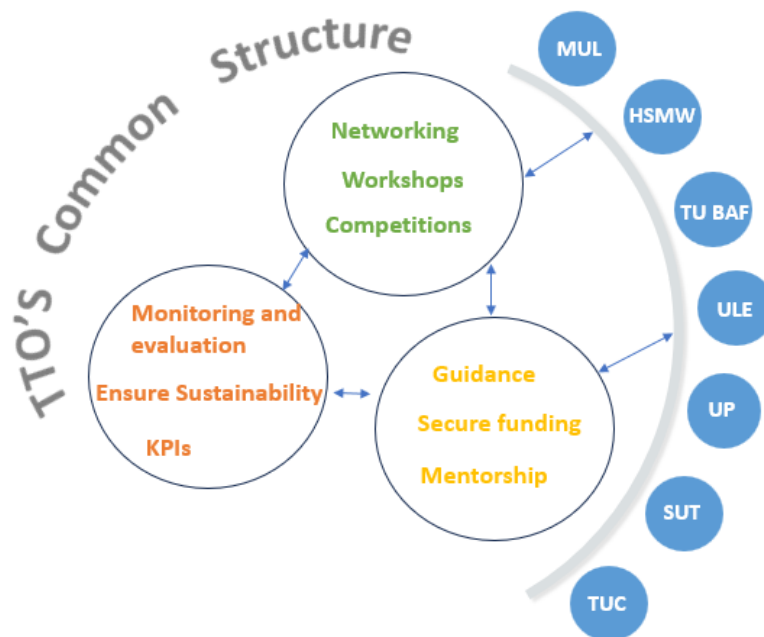 TTO'S Common Structure
Networking
Workshops
Competitions
Monitoring and
evaluation
Ensure Sustainability
KPIs
Guidance
Secure funding
Mentorship
MUL
HSMW
TU BAF
ULE
UP
SUT
TUC